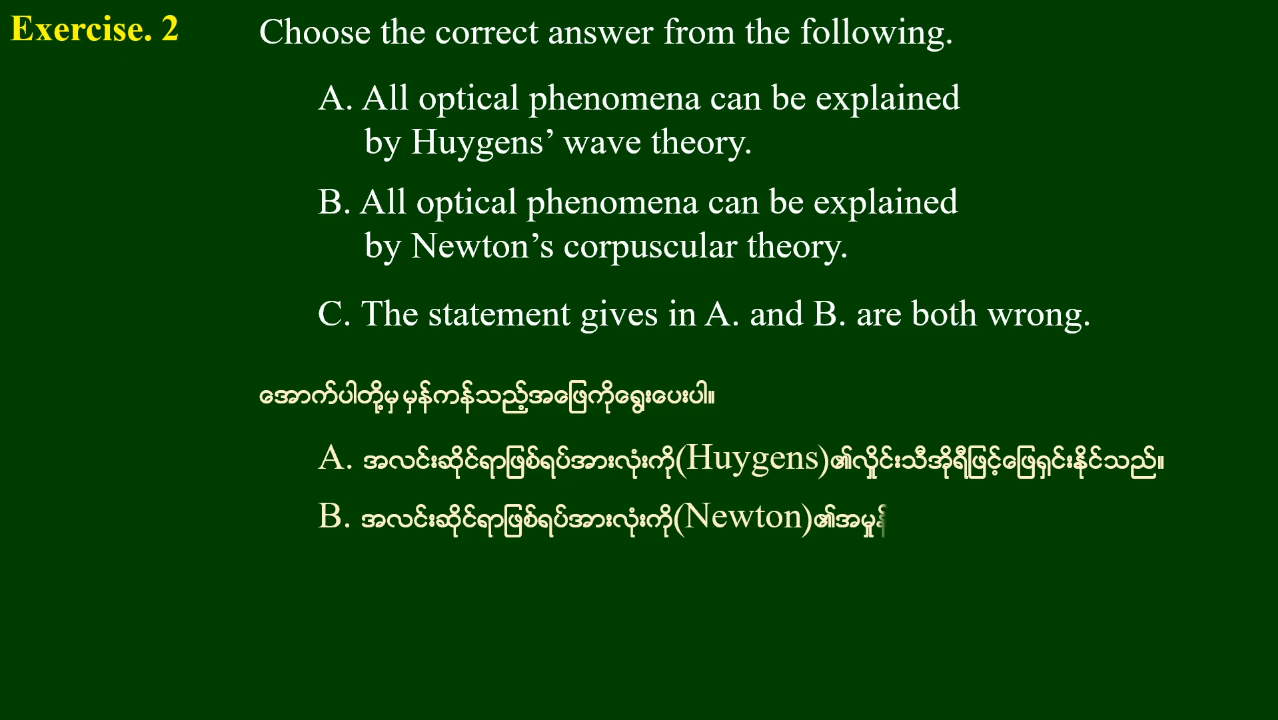 Exercise. 2
Choose the correct answer from the following.
A. All optical phenomena can be explained
by Huygens’ wave theory.
B. All optical phenomena can be explained
by Newton’s corpuscular theory.
C. The statement gives in A. and B. are both wrong.
အောက်ပါတို့မှ မှန်ကန်သည့်အဖြေကိုရွေးပေးပါ။
A. အလင်းဆိုင်ရာဖြစ်ရပ်အားလုံးကို(Huygens)၏လှိုင်းသီအိုရီဖြင့်ဖြေရှင်းနိုင်သည်။
B. အလင်းဆိုင်ရာဖြစ်ရပ်အားလုံးကို(Newton)၏အမှုန်